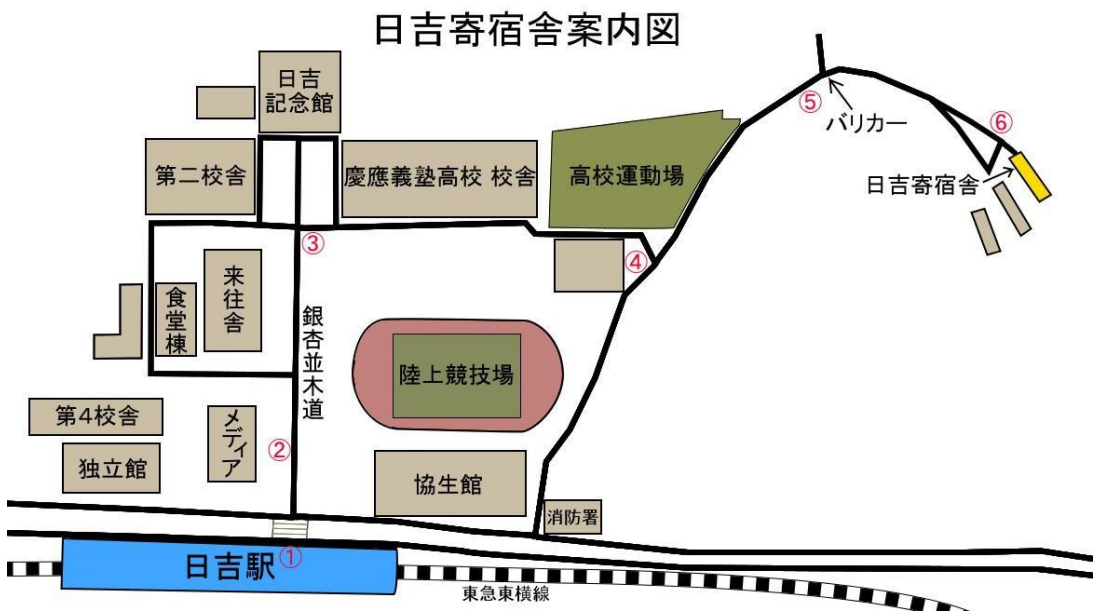 日吉寄宿舎案内図
日吉
記念館
⑤
バリカー
⑥
第二校舎
慶應義塾高校 校舎
高校運動場
日吉寄宿舎
③
④
来往舎
食堂棟
銀杏並木道
陸上競技場
第4校舎
メディア
②
独立館
協生館
消防署
日吉駅
①
東急東横線